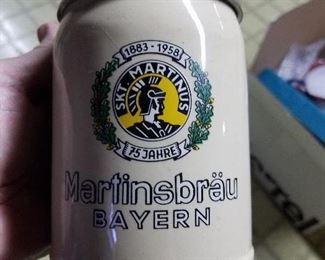 1883-1958
SKT MARTINUS
75 JAHRE
Martinsbräu
BAYERN